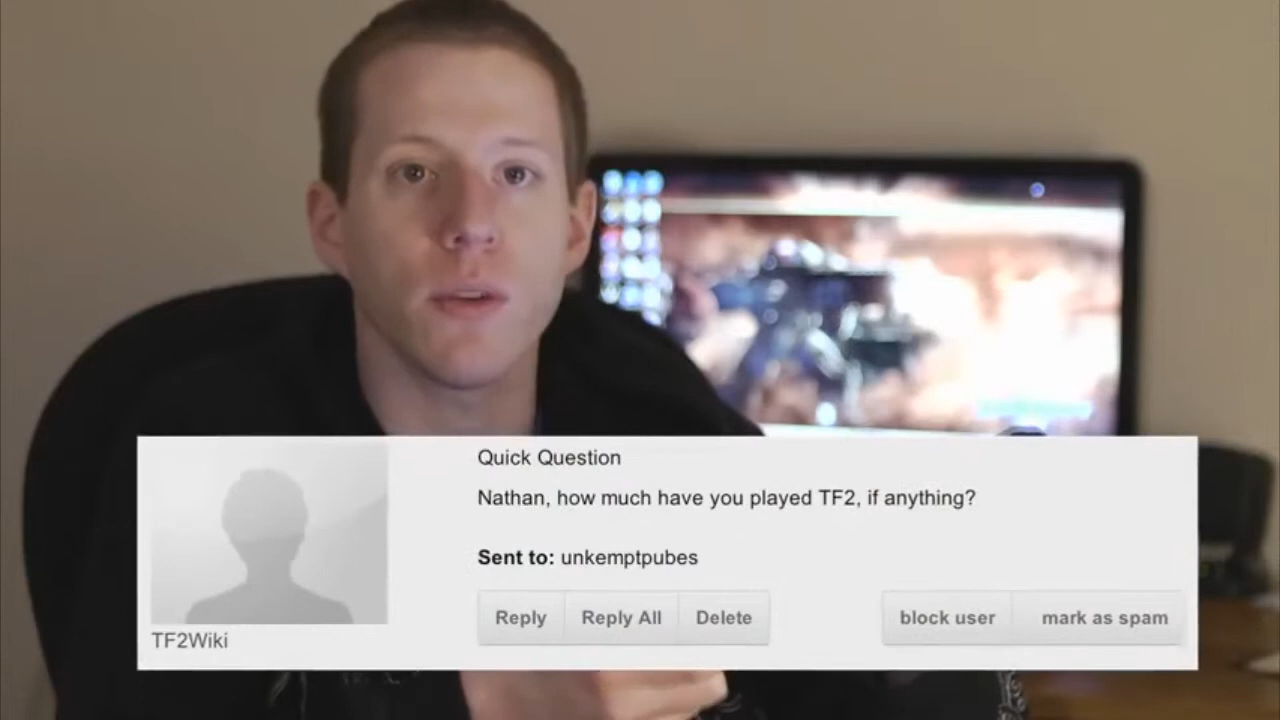 Quick Question
Nathan, how much have you played TF2, if anything?
Sent to: unkemptpubes
Reply Reply All Delete block user mark as spam
TF2Wiki